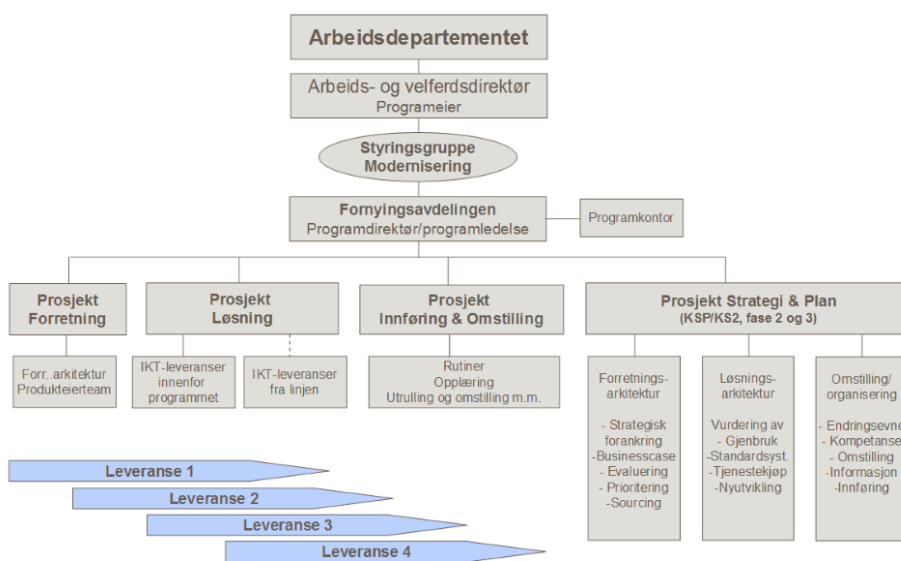 Arbeidsdepartementet
Arbeids- og velferdsdirektør
Programeier
Styringsgruppe
Modernisering
Fornyingsavdelingen
Programdirektør/programledelse
Programkontor
Prosjekt
Forretning
Prosjekt
Løsning
Prosjekt
Innføring & Omstilling
Prosjekt Strategi & Plan
(KSP/KS2, fase 2 og 3)
Forr..arkitektur
Produkteierteam
IKT-leveranser
innenfor
programmet
IKT-leveranser
fra linjen
Rutiner
Opplæring
Utrulling og omstilling m.m.
Forretnings-
arkitektur
- Strategisk
forankring
-Businesscase
- Evaluering
- Prioritering
- Sourcing
Løsnings-
arkitektur
Vurdering av
- Gjenbruk
-Standardsyst.
-Tjenestekjøp
- Nyutvikling
Omstilling/
organisering
- Endringsevne
- Kompetanse
- Omstilling
- Informasjon
-Innføring
Leveranse 1
Leveranse 2
Leveranse 3
Leveranse 4